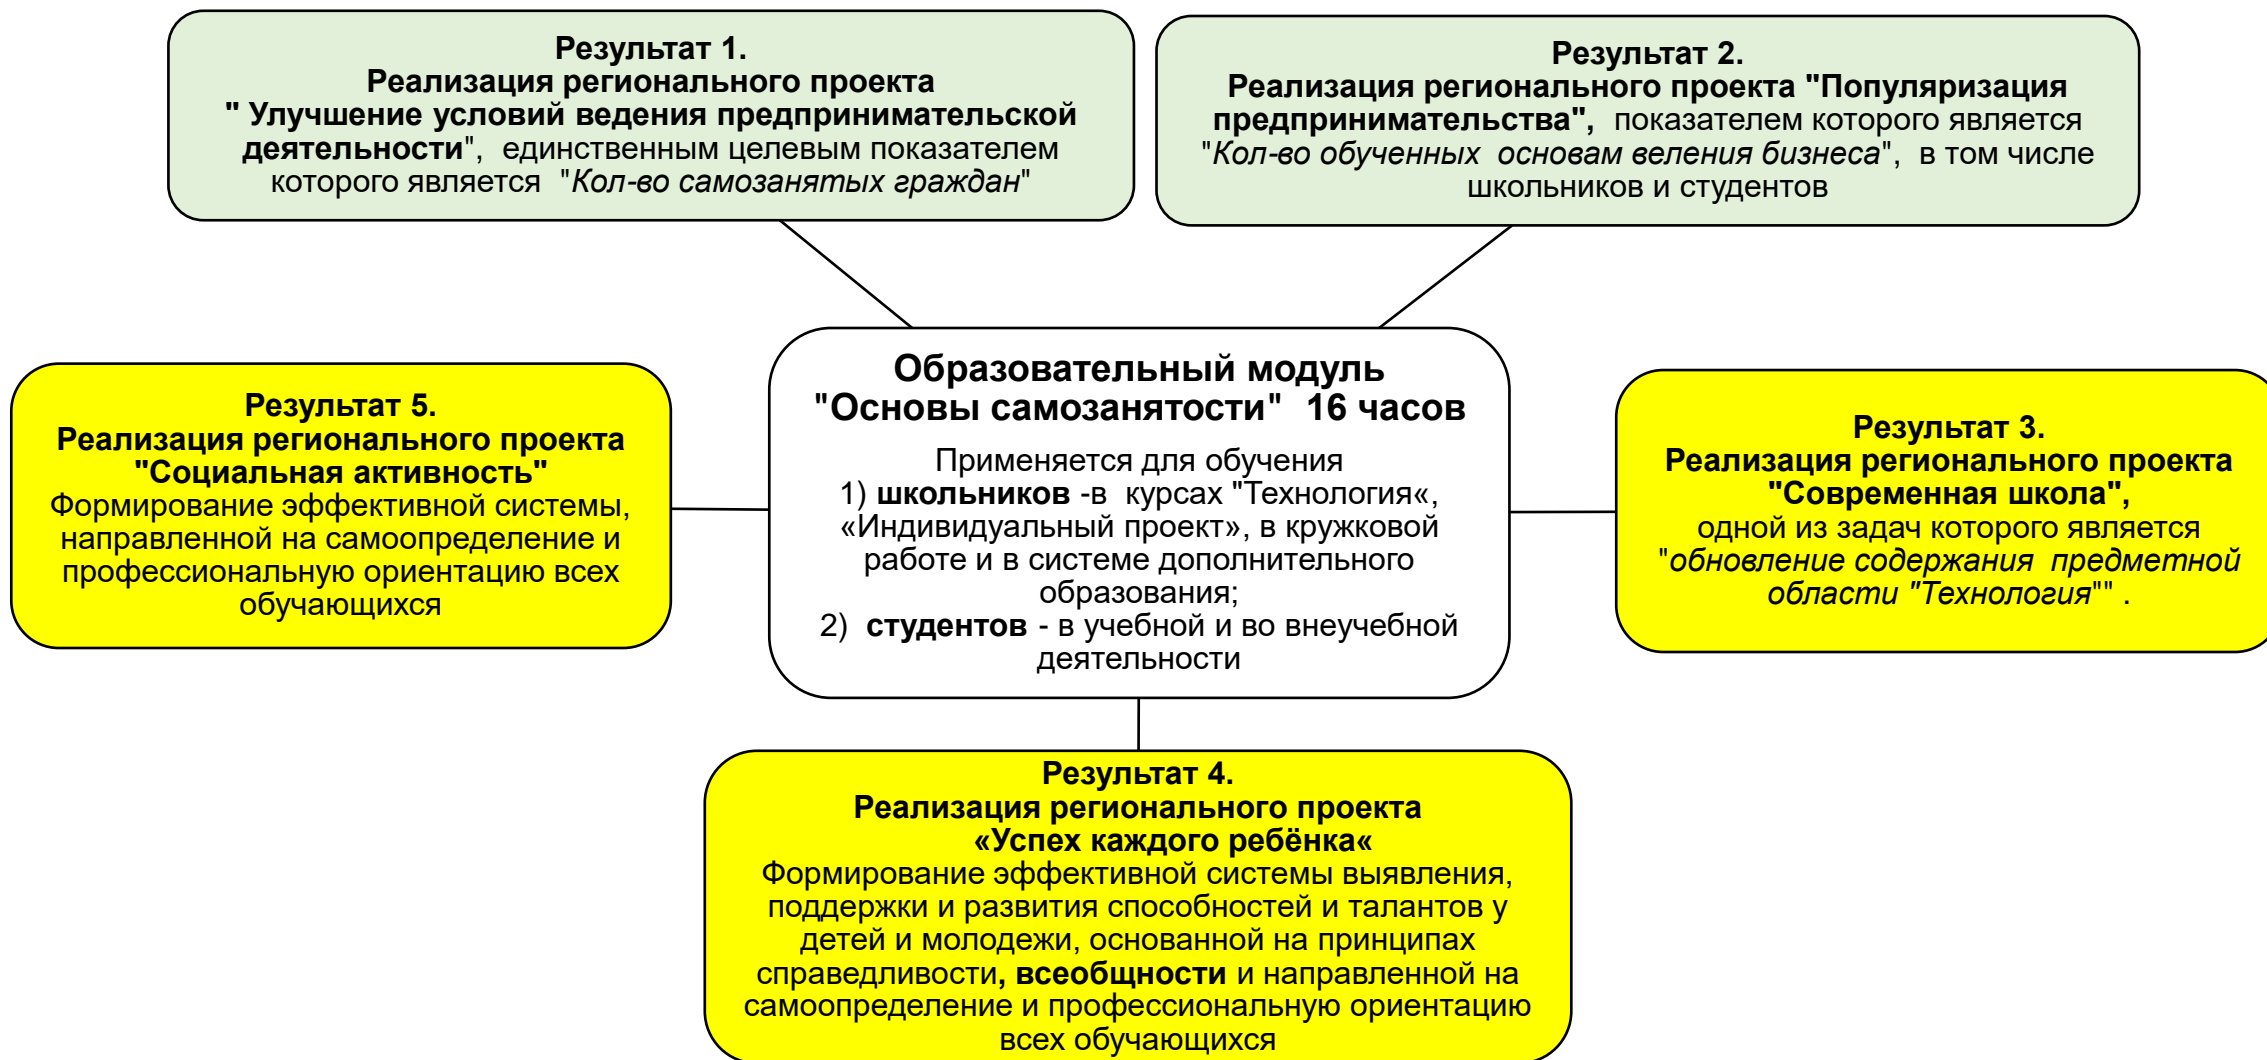 Результат 1.
Реализация регионального проекта
" Улучшение условий ведения предпринимательской
деятельности", единственным целевым показателем
которого является "Кол-во самозанятых граждан"
Результат 2.
Реализация регионального проекта "Популяризация
предпринимательства", показателем которого является
"Кол-во обученных основам веления бизнеса", в том числе
школьников и студентов
Образовательный модуль
"Основы самозанятости" 16 часов
Применяется для обучения
1) школьников -в курсах "Технология«,
«Индивидуальный проект», в кружковой
работе и в системе дополнительного
образования;
2) студентов - в учебной и во внеучебной
деятельности
Результат 5.
Реализация регионального проекта
"Социальная активность"
Формирование эффективной системы,
направленной на самоопределение и
профессиональную ориентацию всех
обучающихся
Результат 3.
Реализация регионального проекта
"Современная школа",
одной из задач которого является
"обновление содержания предметной
области "Технология"" .
Результат 4.
Реализация регионального проекта
«Успех каждого ребёнка«
Формирование эффективной системы выявления,
поддержки и развития способностей и талантов у
детей и молодежи, основанной на принципах
справедливости, всеобщности и направленной на
самоопределение и профессиональную ориентацию
всех обучающихся